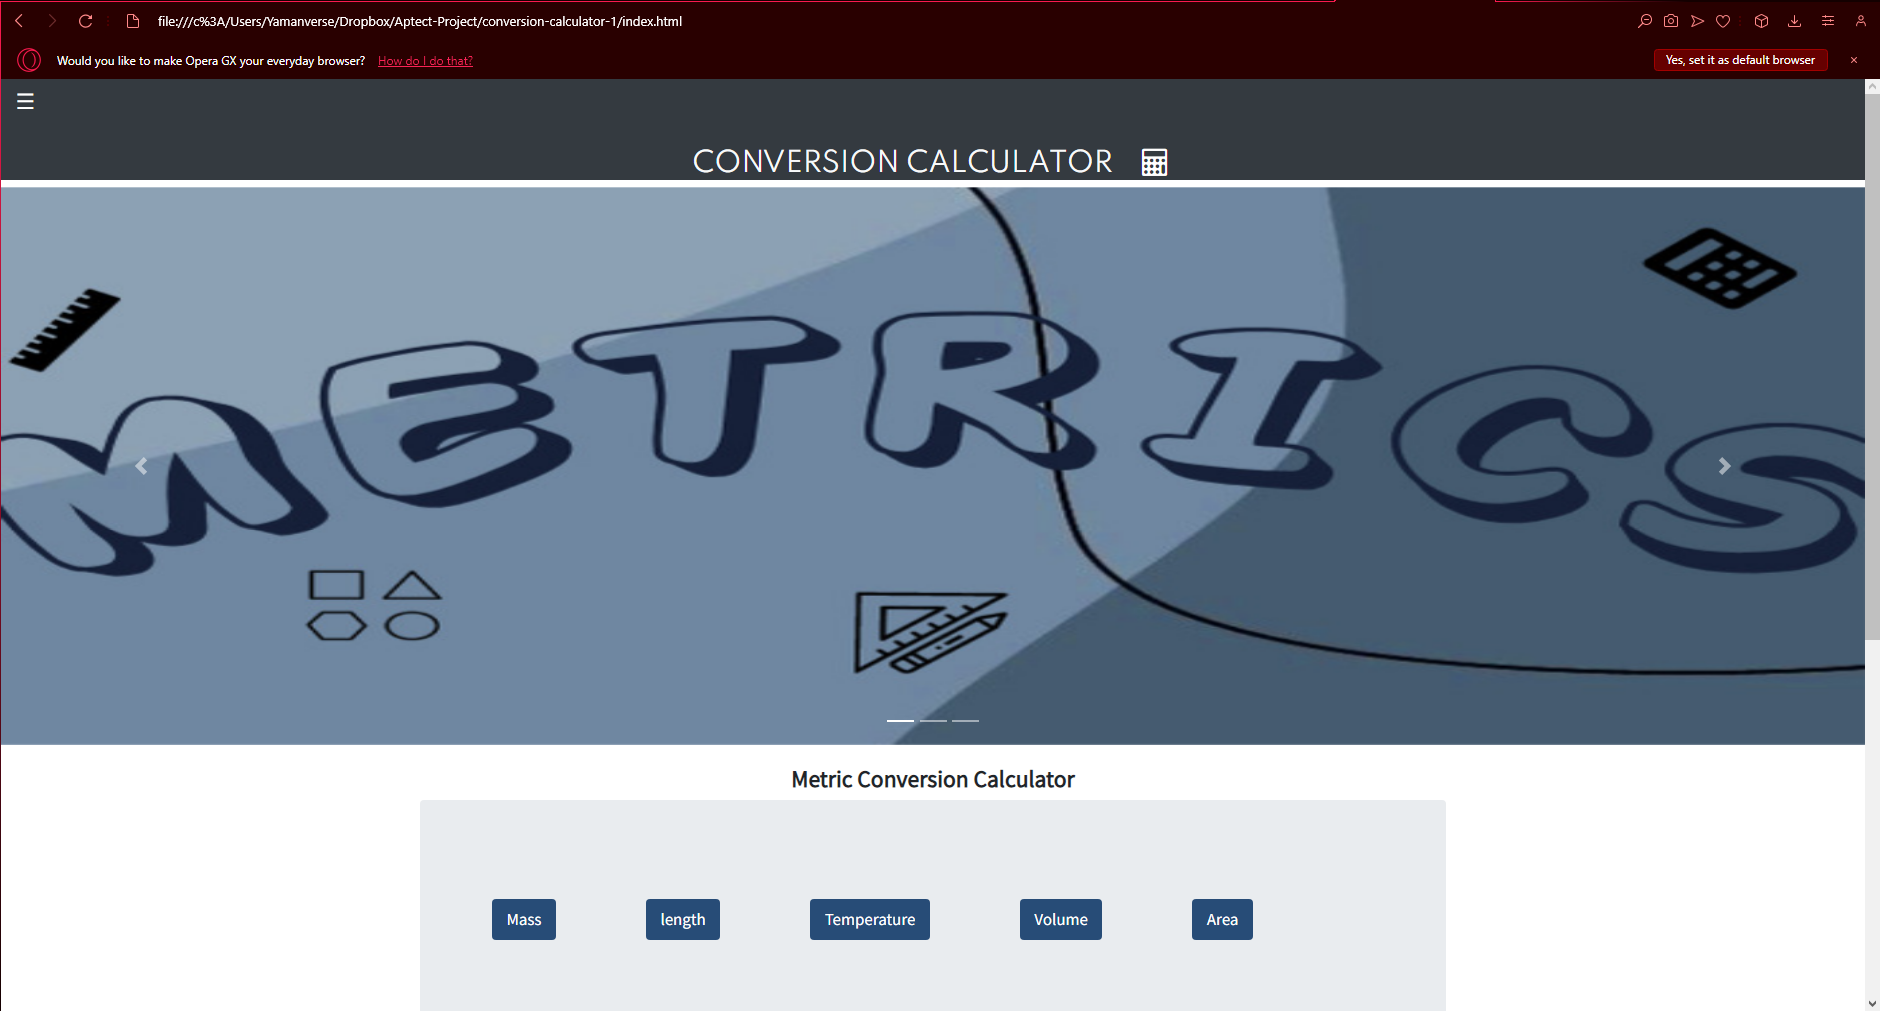 file:///c%3A/Users/Yamanverse/Dropbox/Aptect-Project/conversion-calculator-1/index.html
Would you like to make Opera GX your everyday browser? How do I do that? Yes, set it as default browser
CONVERSION CALCULATOR
METRICS
Metric Conversion Calculator
Mass length Temperature Volume Area